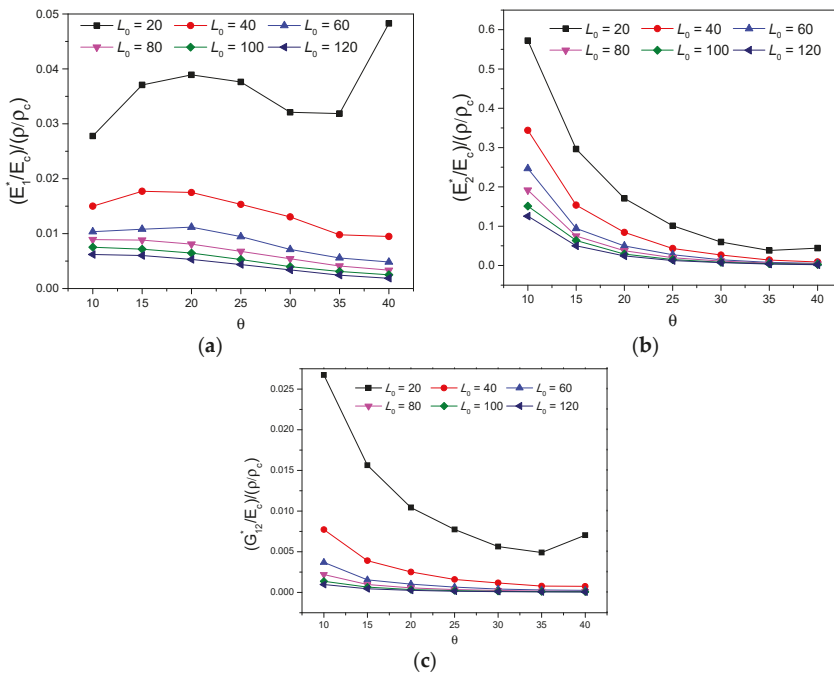 0.05
0.04
0.03
0.02
0.01
0.00
(E*1/Ec)/(ρ/ρc)
L0 = 20 L0 = 40 L0 = 60
L0 = 80 L0 = 100 L0 = 120
10 15 20 25 30 35 40
θ
(a)
0.6
0.5
0.4
0.3
0.2
0.1
0.0
(E*2/Ec)/(ρ/ρc)
L0 = 20 L0 = 40 L0 = 60
L0 = 80 L0 = 100 L0 = 120
10 15 20 25 30 35 40
θ
(b)
0.025
0.020
0.015
0.010
0.005
0.000
(G*12/Ec)/(ρ/ρc)
L0 = 20 L0 = 40 L0 = 60
L0 = 80 L0 = 100 L0 = 120
10 15 20 25 30 35 40
θ
(c)